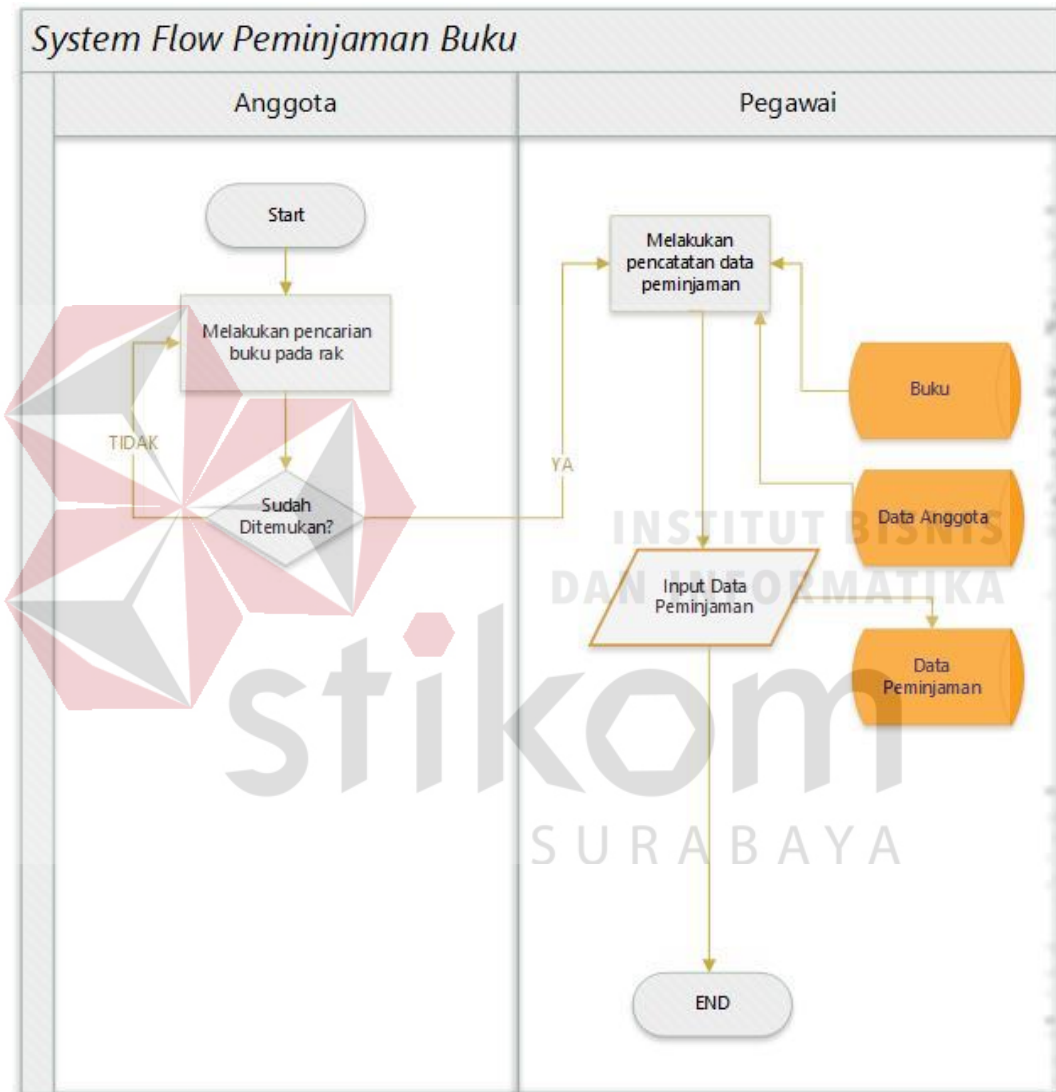 System Flow Peminjaman Buku
Anggota
Pegawai
Start
Melakukan pencarian
buku pada rak
TIDAK
Sudah
Ditemukan?
YA
Melakukan
pencatatan data
peminjaman
Buku
Data Anggota
Input Data
Peminjaman
Data
Peminjaman
END
INSTITUT BISNIS
DAN INFORMATIKA
stikom
SURABAYA